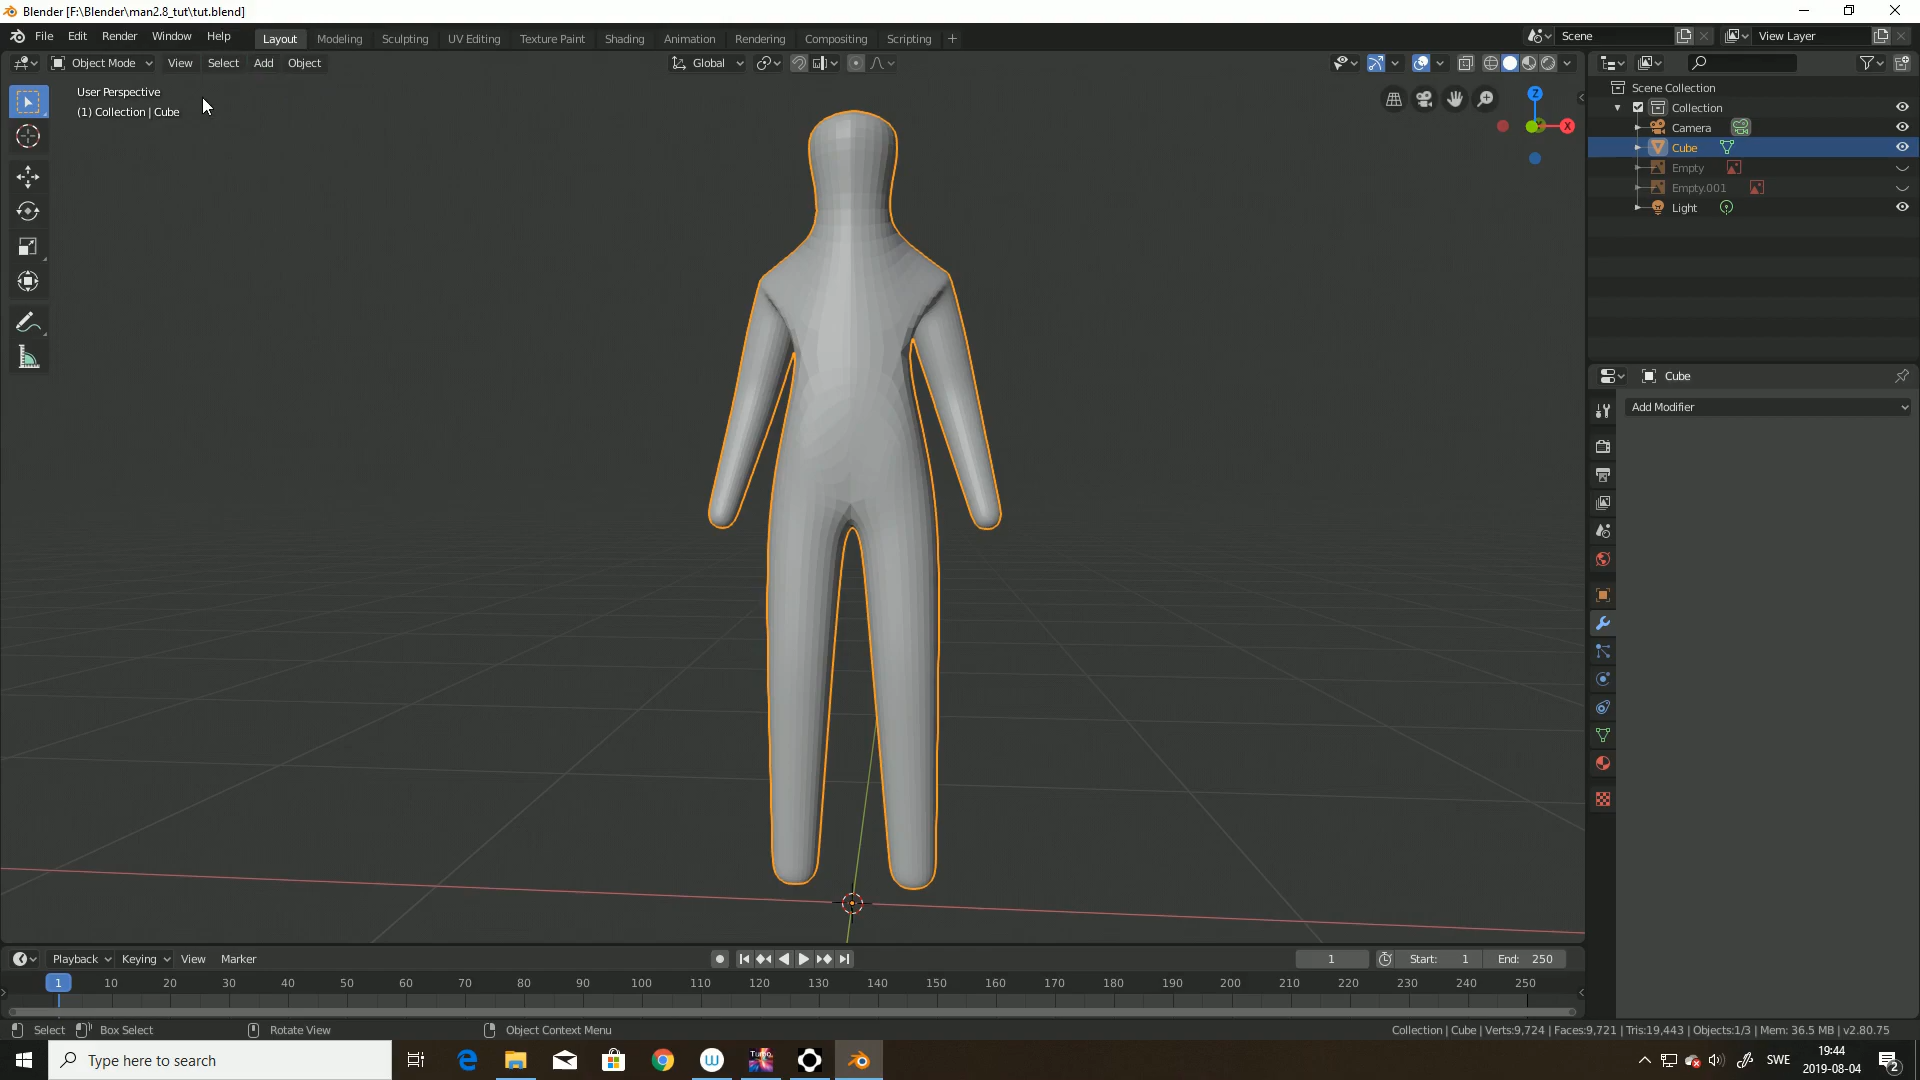 Blender [F:\Blender\man2.8_tut\tut.blend]
File Edit Render Window Help Layout Modeling Sculpting UV Editing Texture Paint Shading Animation Rendering Compositing Scripting + Scene View Layer
Object Mode View Select Add Object Global
User Perspective
(1) Collection | Cube
Z
X
Scene Collection
Collection
Camera
Cube
Empty
Empty.001
Light
Cube
Add Modifier
Playback Keying View Marker 1 Start: 1 End: 250
1 10 20 30 40 50 60 70 80 90 100 110 120 130 140 150 160 170 180 190 200 210 220 230 240 250
Select Box Select Rotate View Object Context Menu Collection | Cube | Verts:9,724 | Faces:9,721 | Tris:19,443 | Objects:1/3 | Mem: 36.5 MB | v2.80.75
Type here to search SWE 19:44
2019-08-04 2